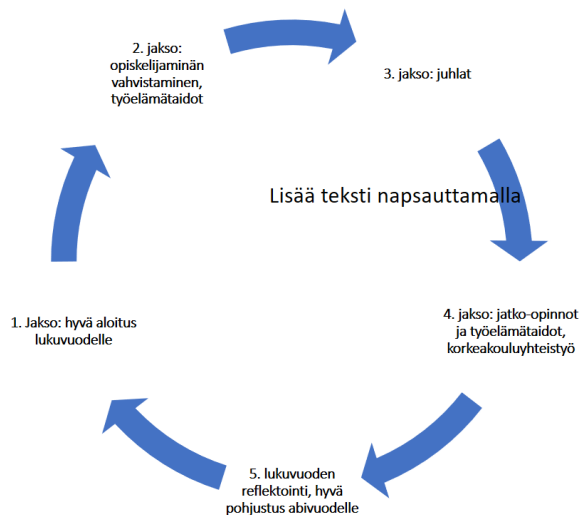 2. jakso:
opiskelijaminän
vahvistaminen,
työelämätaidot
3. jakso: juhlat
Lisää teksti napsauttamalla
1. Jakso: hyvä aloitus
lukuvuodelle
4. jakso: jatko-opinnot
ja työelämätaidot,
korkeakouluyhteistyö
5. lukuvuoden
reflektointi, hyvä
pohjustus abivuodelle